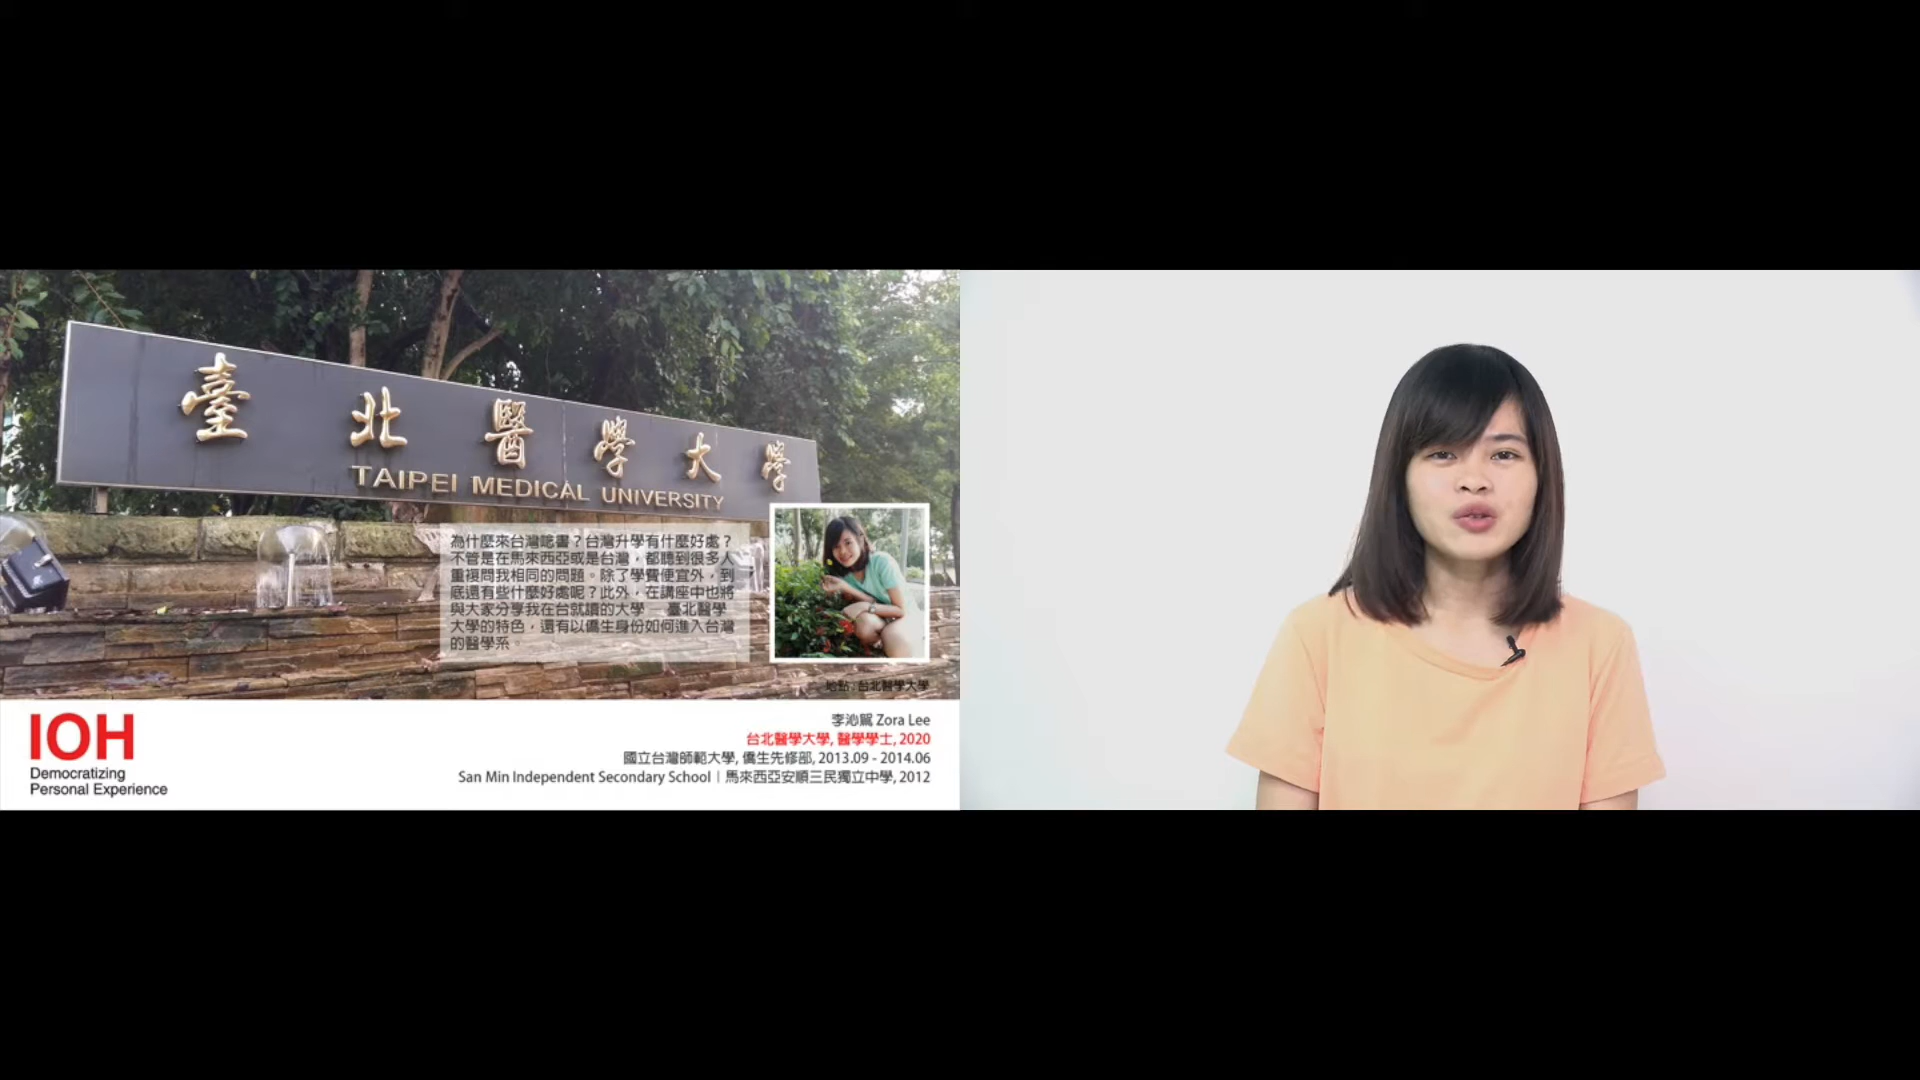 臺北醫學大學
TAIPEI MEDICAL UNIVERSITY
為什麼來台灣唸書？台灣升學有什麼好處？
不管是在馬來西亞或是台灣，都聽到很多人
重複問我相同的問題。除了學費便宜外，到
底還有些什麼好處呢？此外，在講座中也將
與大家分享我在台就讀的大學 — 臺北醫學
大學的特色，還有以僑生身份如何進入台灣
的醫學系。
地點：台北醫學大學
IOH
Democratizing
Personal Experience
李沁駕 Zora Lee
台北醫學大學, 醫學學士, 2020
國立台灣師範大學, 僑生先修部, 2013.09 - 2014.06
San Min Independent Secondary School｜馬來西亞安順三民獨立中學, 2012